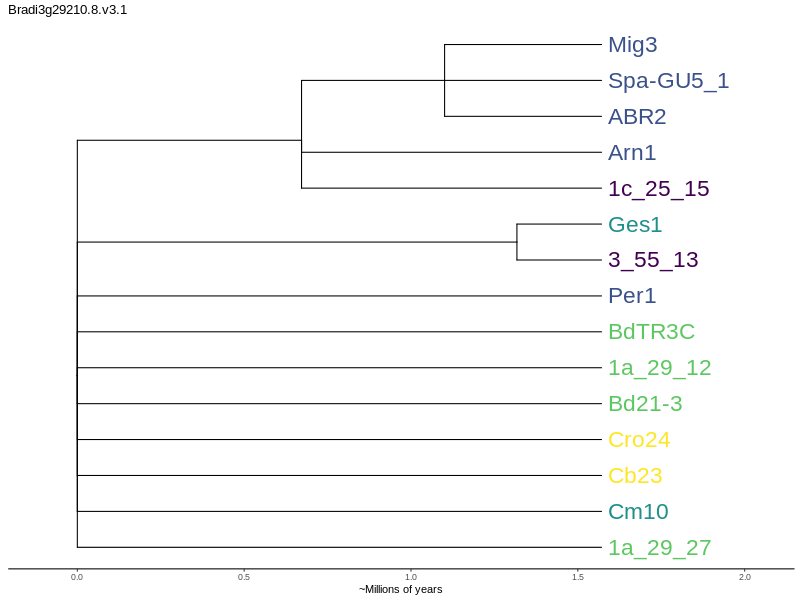 Bradi3g29210.8.v3.1
Mig3
Spa-GU5_1
ABR2
Arn1
1c_25_15
Ges1
3_55_13
Per1
BdTR3C
1a_29_12
Bd21-3
Cro24
Cb23
Cm10
1a_29_27
0.0 0.5 1.0 1.5 2.0
~Millions of years